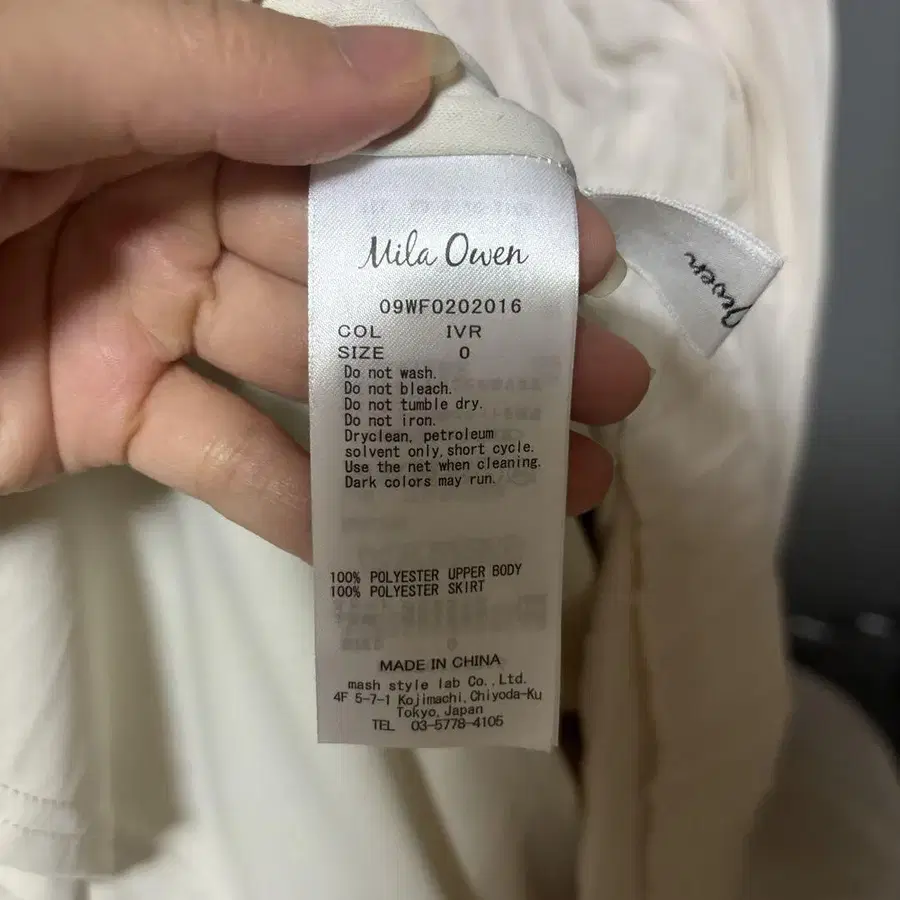 Mila Owen
09WF0202016
COL IVR
SIZE 0
Do not wash.
Do not bleach.
Do not tumble dry.
Do not iron.
Dryclean, petroleum
solvent only,short cycle.
Use the net when cleaning.
Dark colors may run.
100% POLYESTER UPPER BODY
100% POLYESTER SKIRT
MADE IN CHINA
mash style lab Co.,Ltd.
4F 5-7-1 Kojimachi,Chiyoda-Ku
Tokyo,Japan
TEL 03-5778-4105
Owen